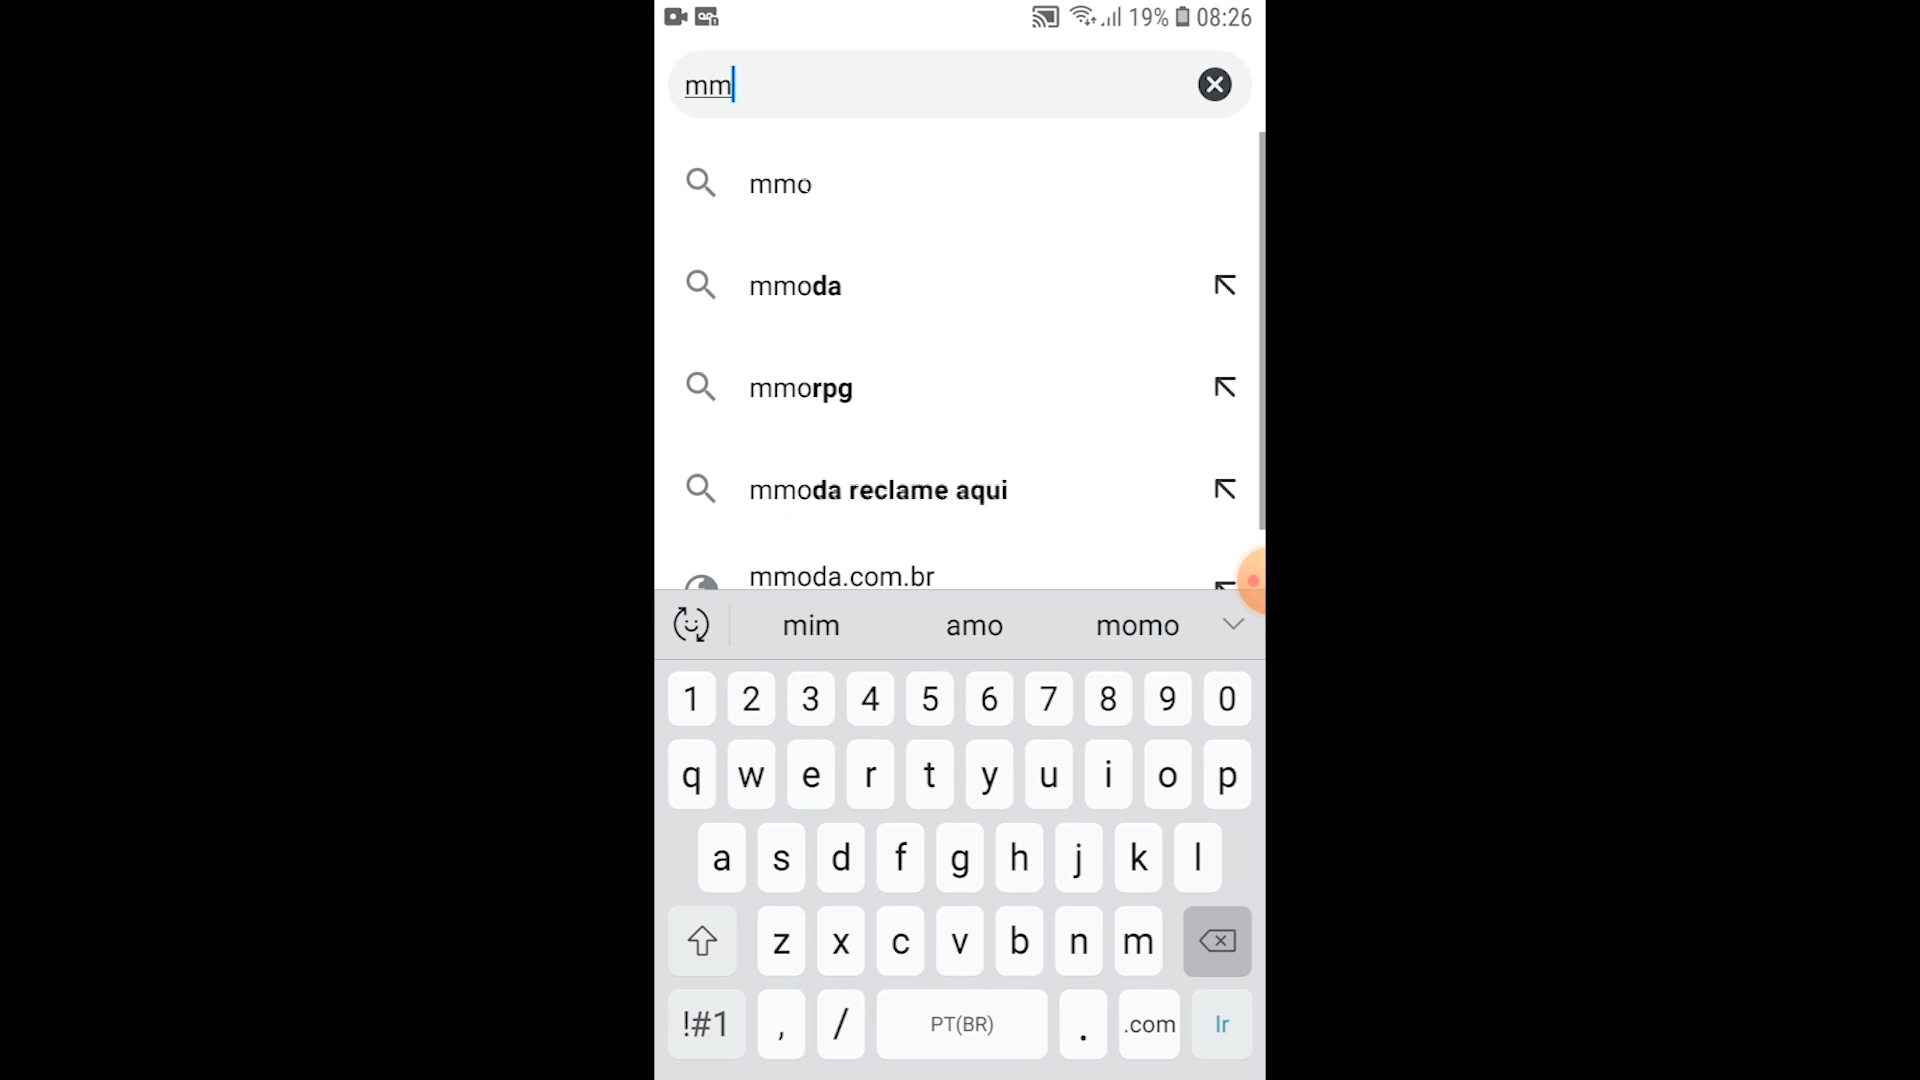 19% 08:26
mm
mmo
mmoda
mmorpg
mmoda reclame aqui
mmoda.com.br
mim amo momo
1 2 3 4 5 6 7 8 9 0
q w e r t y u i o p
a s d f g h j k l
z x c v b n m
!#1 , / PT(BR) . .com Ir